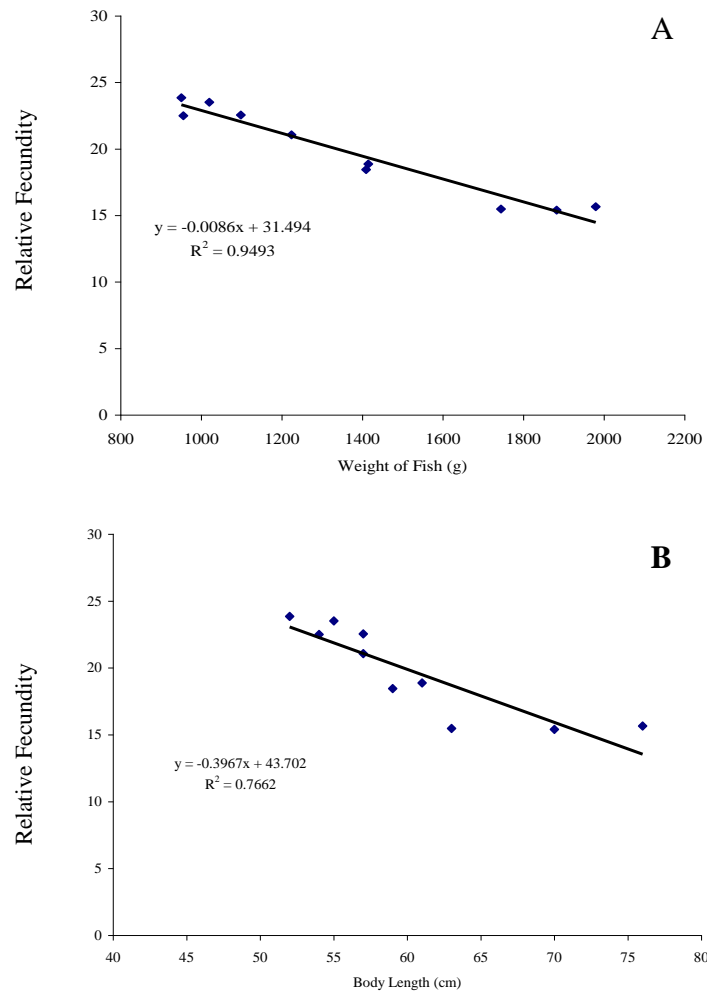 A
30
25
20
15
10
5
0
Relative Fecundity
y = -0.0086x + 31.494
R² = 0.9493
800 1000 1200 1400 1600 1800 2000 2200
Weight of Fish (g)
B
30
25
20
15
10
5
0
Relative Fecundity
y = -0.3967x + 43.702
R² = 0.7662
40 45 50 55 60 65 70 75 80
Body Length (cm)